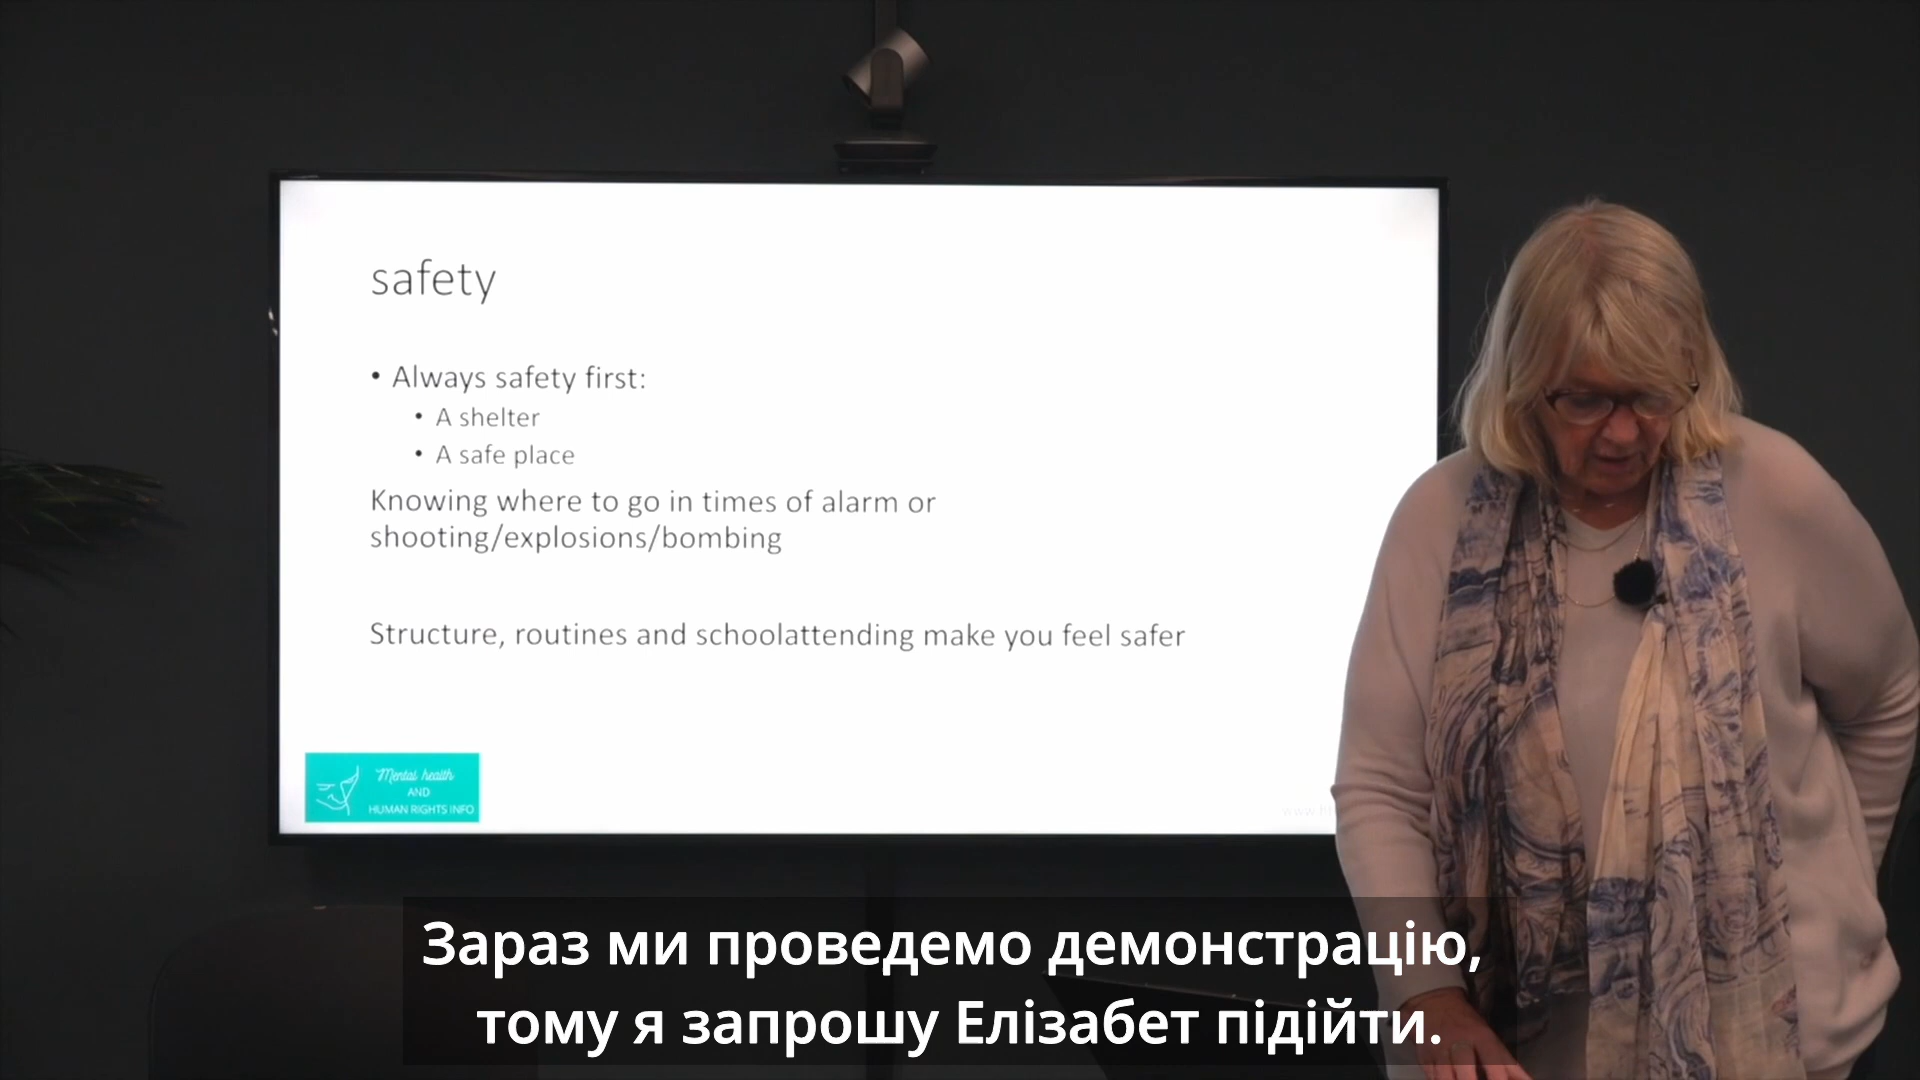 safety
• Always safety first:
• A shelter
• A safe place
Knowing where to go in times of alarm or
shooting/explosions/bombing
Structure, routines and schoolattending make you feel safer
Mental health
AND
HUMAN RIGHTS INFO
Зараз ми проведемо демонстрацію,
тому я запрошу Елізабет підійти.